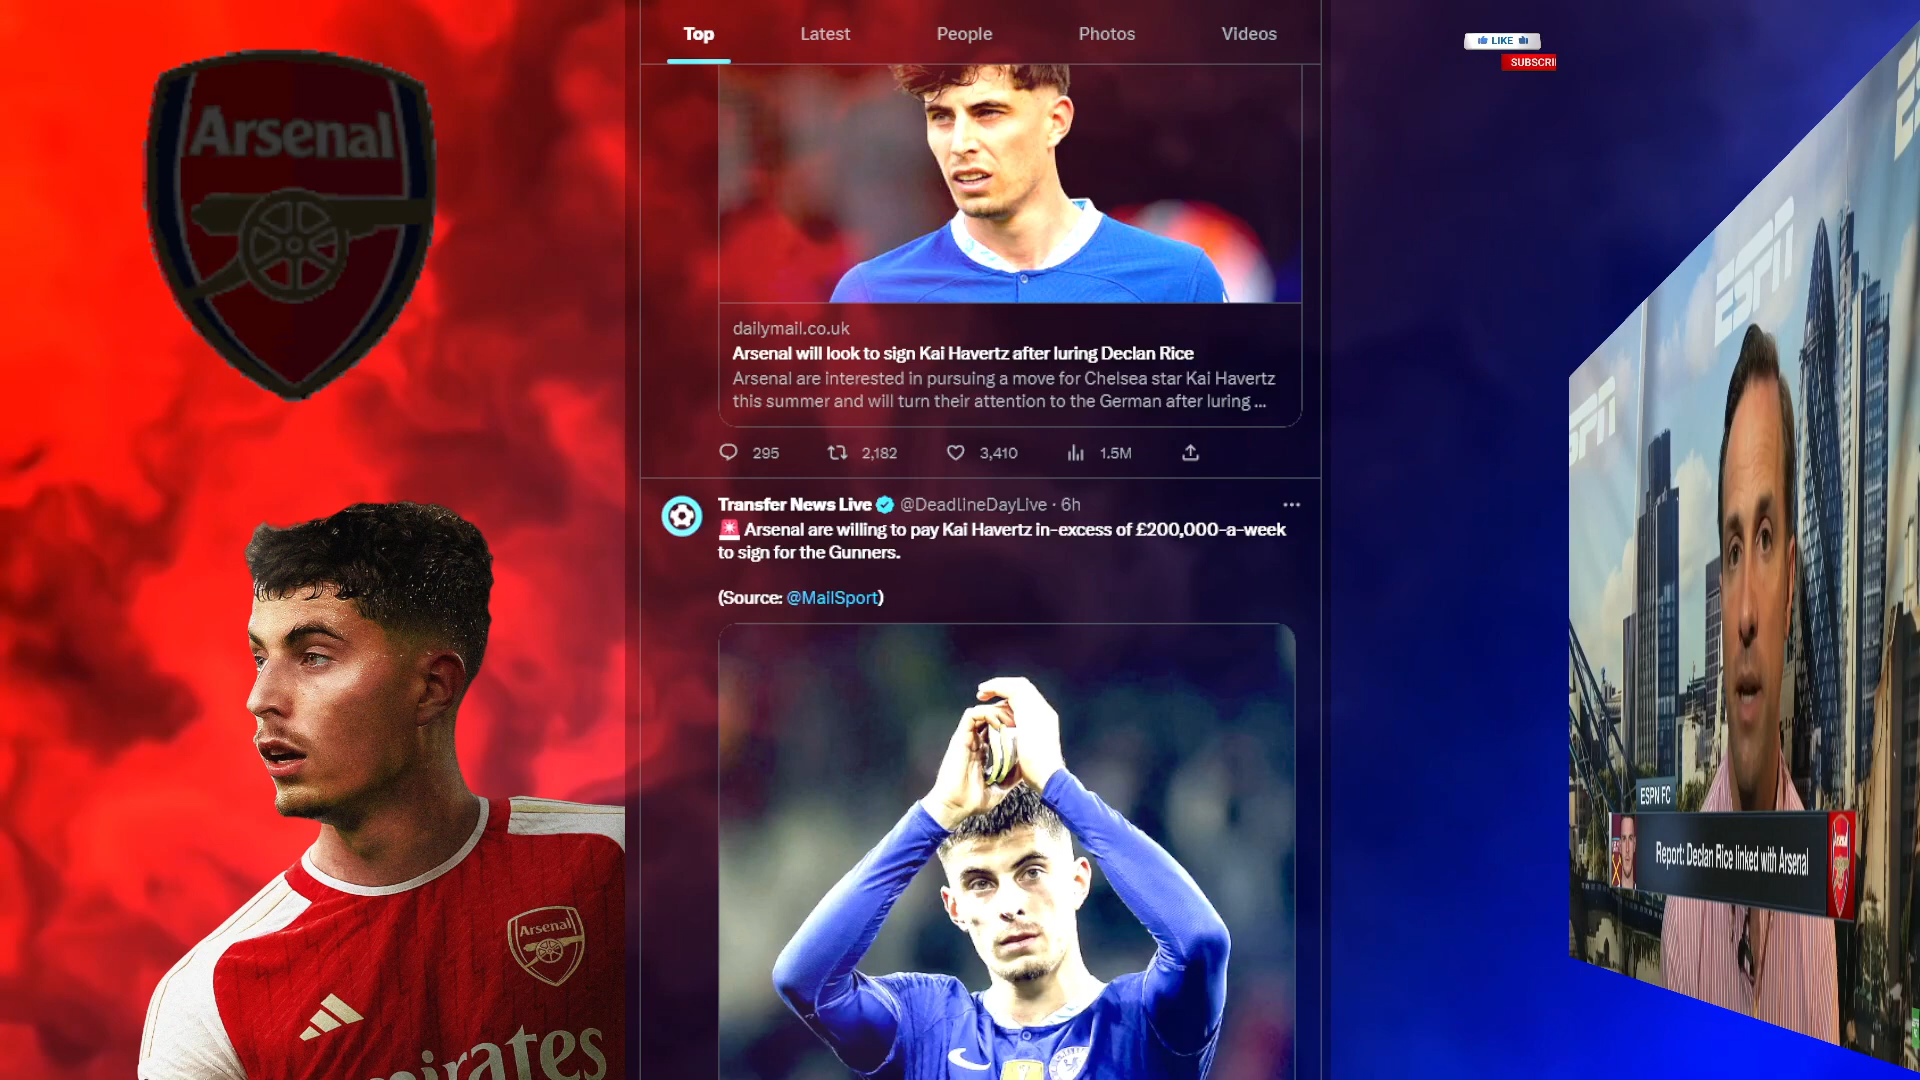 Arsenal
Arsenal
Emirates
Top
Latest
People
Photos
Videos
dailymail.co.uk
Arsenal will look to sign Kai Havertz after luring Declan Rice
Arsenal are interested in pursuing a move for Chelsea star Kai Havertz
this summer and will turn their attention to the German after luring ...
295
2,182
3,410
1.5M
Transfer News Live @DeadlineDayLive · 6h
Arsenal are willing to pay Kai Havertz in-excess of £200,000-a-week
to sign for the Gunners.
(Source: @MailSport)
LIKE
SUBSCRI
ESPN
ESPN FC
Report: Declan Rice linked with Arsenal
Arsenal